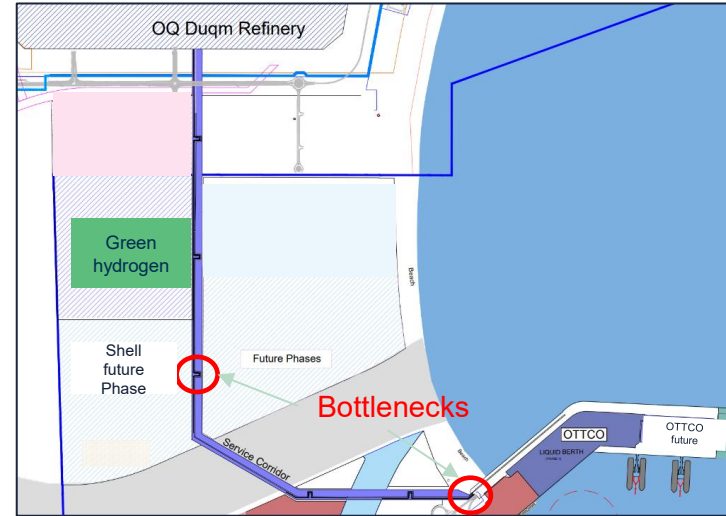 OQ Duqm Refinery
Green
hydrogen
Beach
Shell
future
Phase
Future Phases
Bottlenecks
Service Corridor
Beach
OTTCO
OTTCO
future
LIQUID BERTH